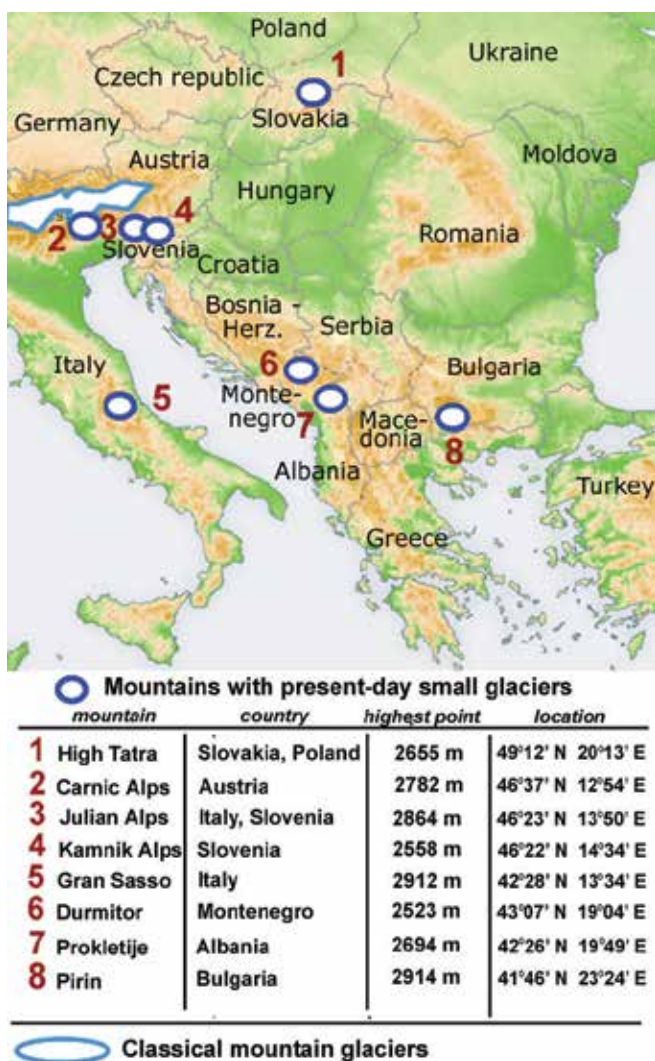 Poland
Ukraine
1
Czech republic
Slovakia
Germany
Moldova
Austria
Hungary
4
2
3
Slovenia
Romania
Croatia
Bosnia -
Herz.
Serbia
Italy
6
Bulgaria
5
Monte-
negro
7
Mace-
donia
8
Albania
Turkey
Greece
Mountains with present-day small glaciers
mountain country highest point location
1 High Tatra Slovakia, Poland 2655 m 49°12' N 20°13' E
2 Carnic Alps Austria 2782 m 46°37' N 12°54' E
3 Julian Alps Italy, Slovenia 2864 m 46°23' N 13°50' E
4 Kamnik Alps Slovenia 2558 m 46°22' N 14°34' E
5 Gran Sasso Italy 2912 m 42°28' N 13°34' E
6 Durmitor Montenegro 2523 m 43°07' N 19°04' E
7 Prokletije Albania 2694 m 42°26' N 19°49' E
8 Pirin Bulgaria 2914 m 41°46' N 23°24' E
Classical mountain glaciers